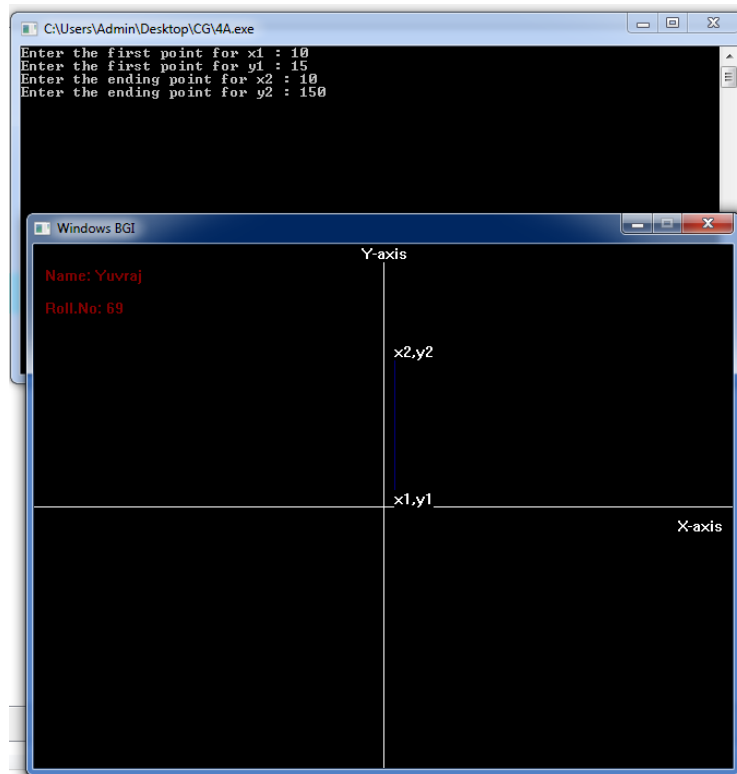 C:\Users\Admin\Desktop\CG\4A.exe
Enter the first point for x1 : 10
Enter the first point for y1 : 15
Enter the ending point for x2 : 10
Enter the ending point for y2 : 150
Windows BGI
Y-axis
Name: Yuvraj
Roll.No: 69
x2,y2
x1,y1
X-axis